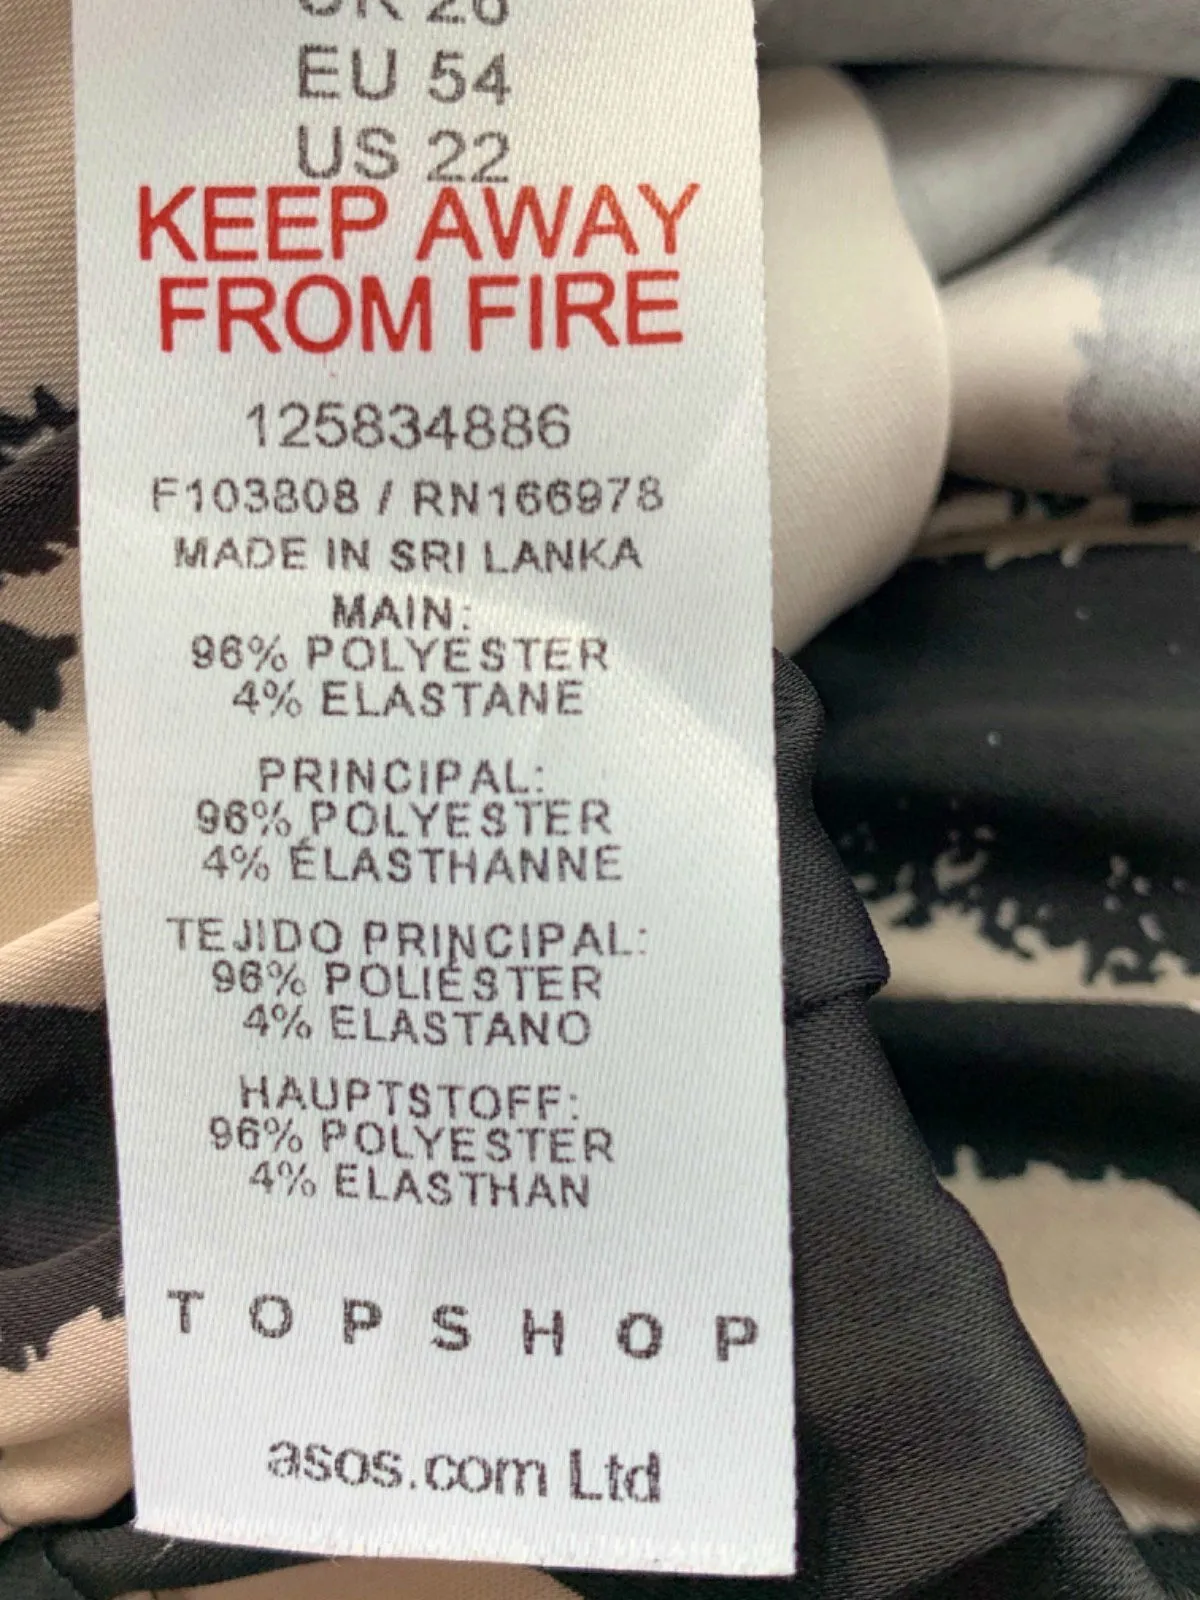 UK 26
EU 54
US 22
KEEP AWAY
FROM FIRE
125834886
F103808 / RN166978
MADE IN SRI LANKA
MAIN:
96% POLYESTER
4% ELASTANE
PRINCIPAL:
96% POLYESTER
4% ÉLASTHANNE
TEJIDO PRINCIPAL:
96% POLIÉSTER
4% ELASTANO
HAUPTSTOFF:
96% POLYESTER
4% ELASTHAN
TOPSHOP
asos.com Ltd